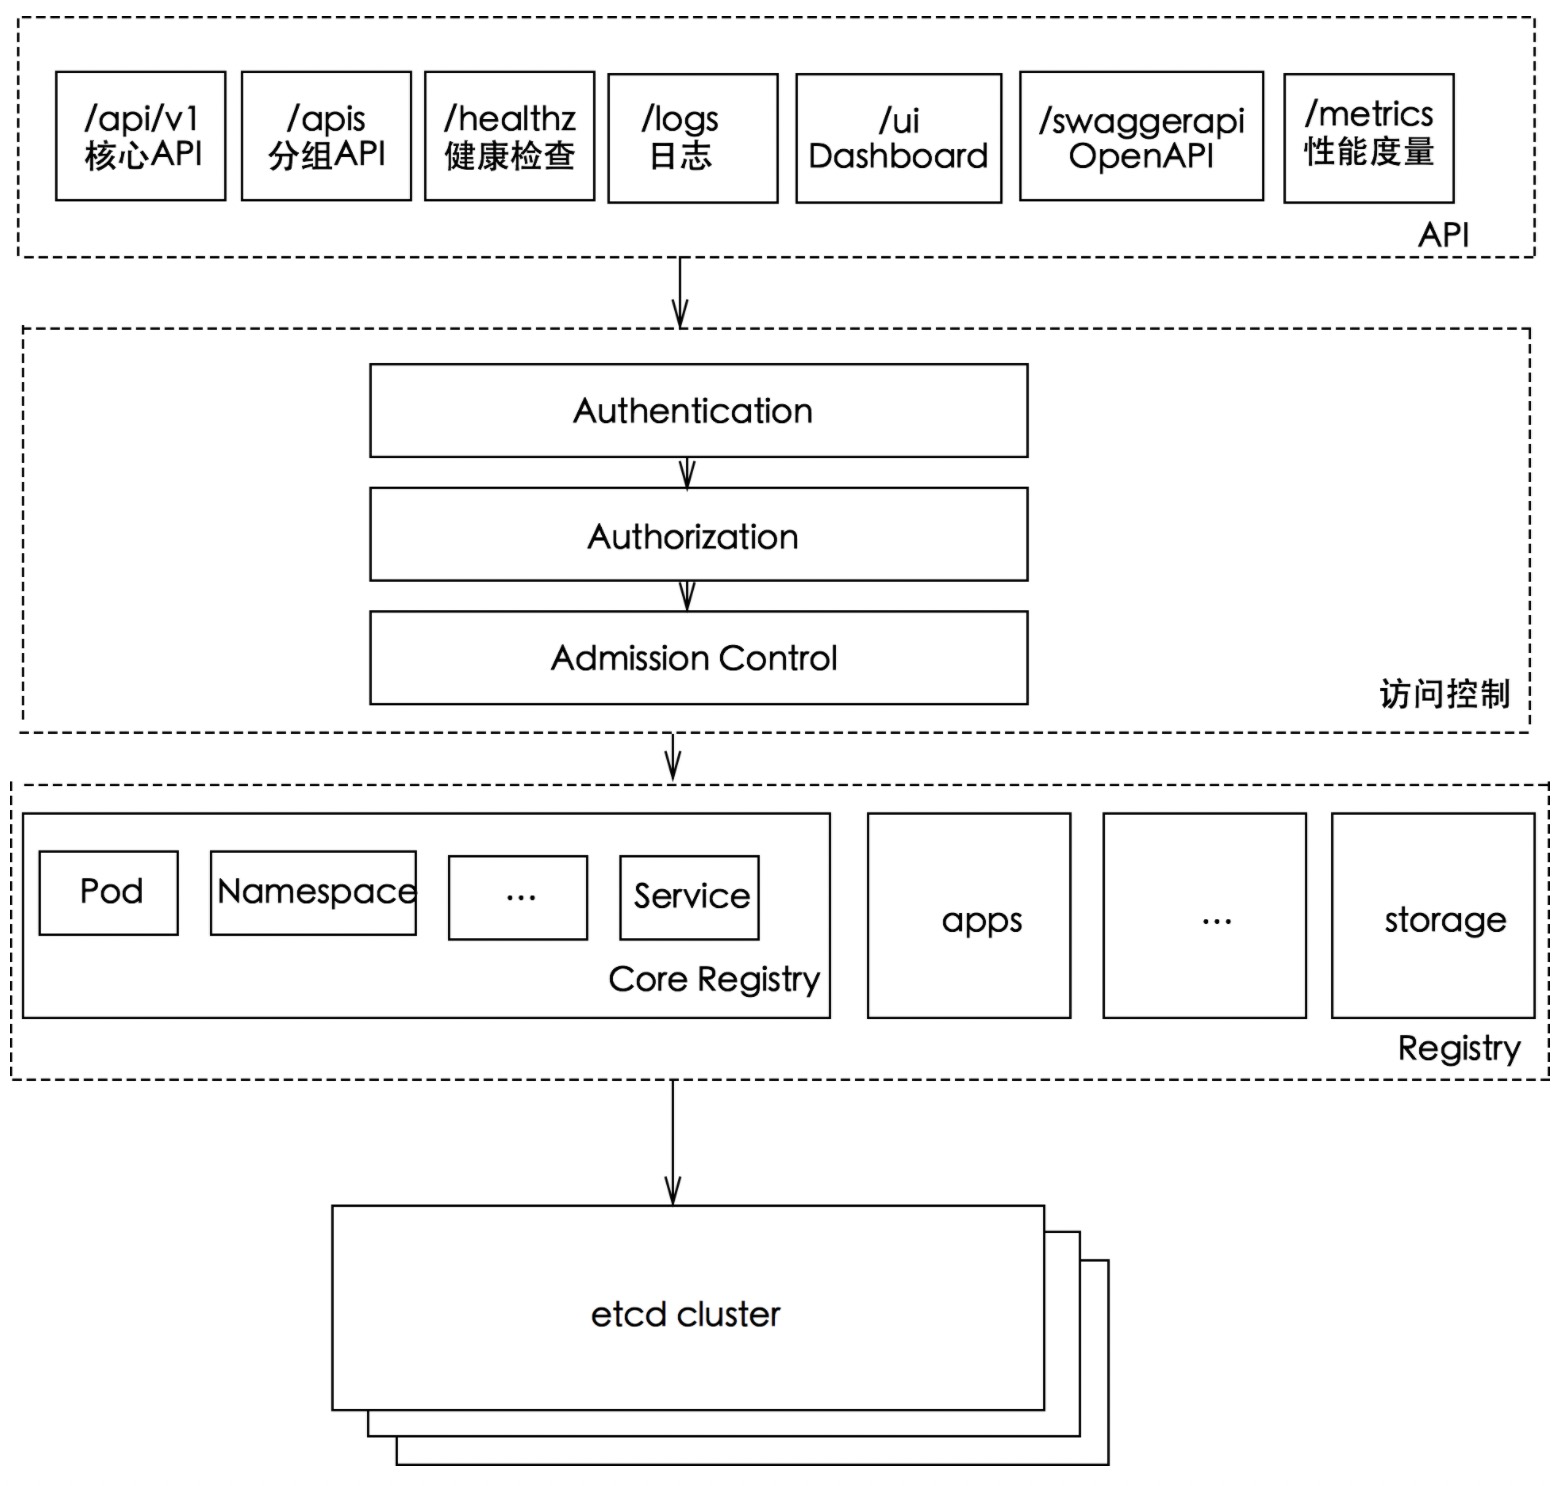 /api/v1
核心API
/apis
分组API
/healthz
健康检查
/logs
日志
/ui
Dashboard
/swaggerapi
OpenAPI
/metrics
性能度量
API
Authentication
Authorization
Admission Control
访问控制
Pod
Namespace
...
Service
Core Registry
apps
...
storage
Registry
etcd cluster